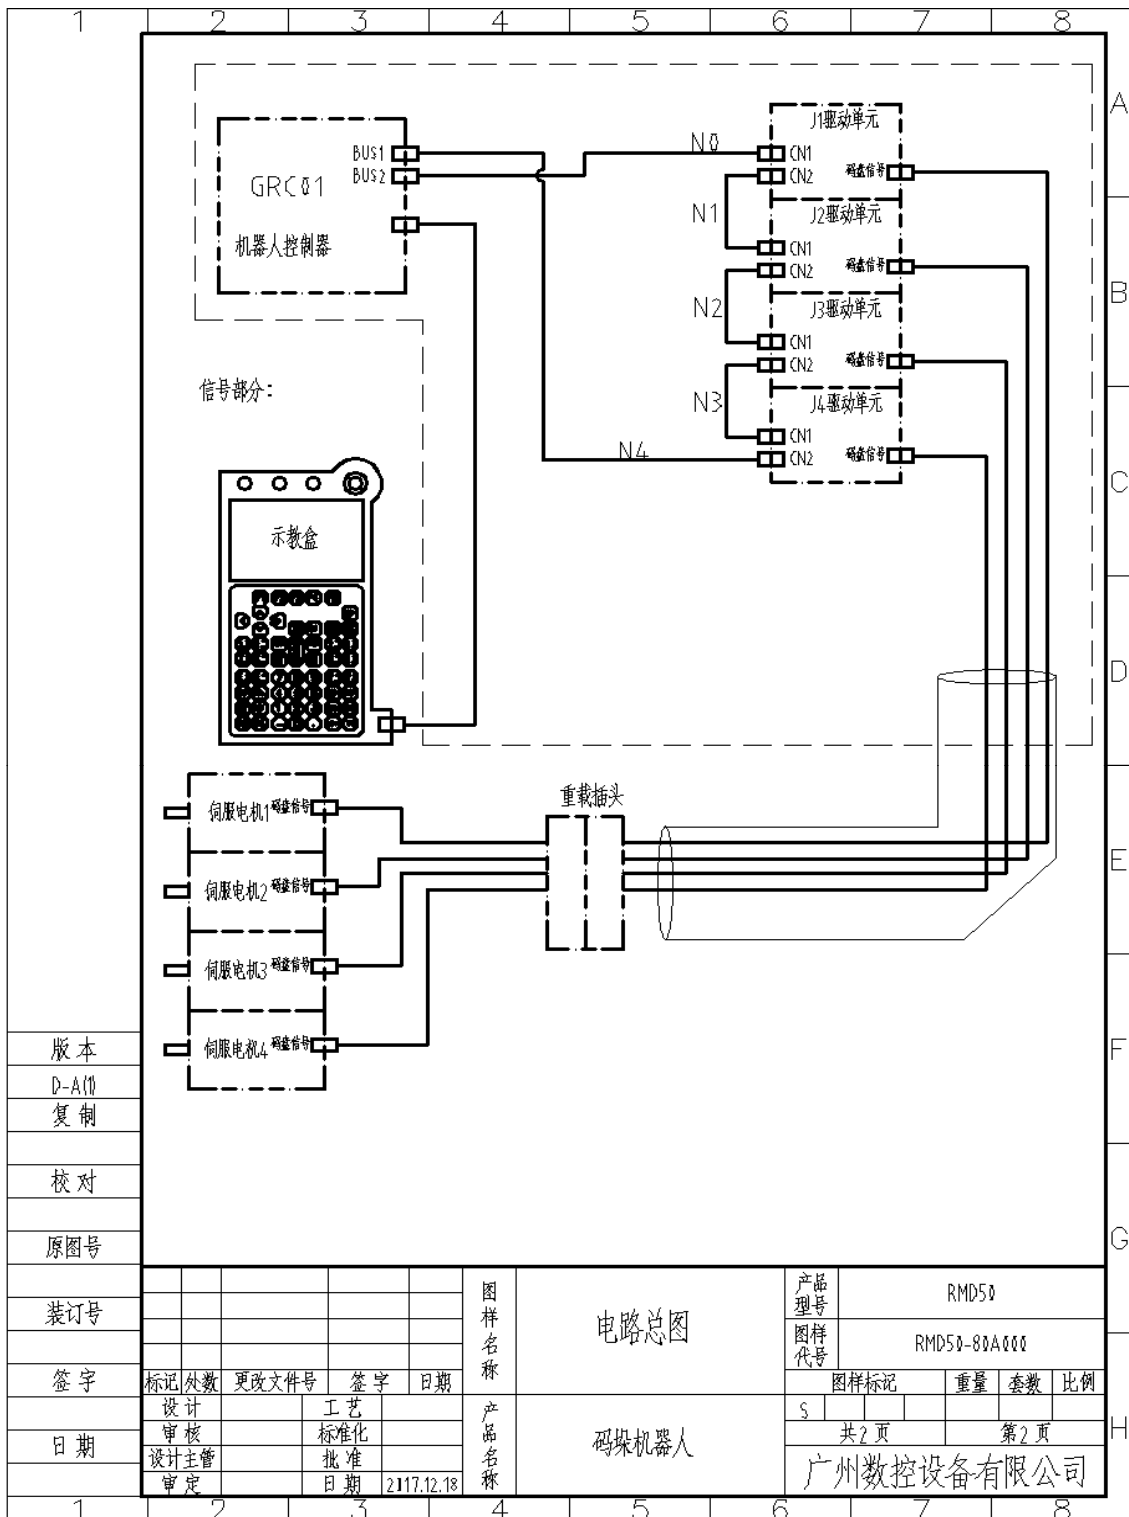 1 2 3 4 5 6 7 8
A
J1驱动单元
N0
BUS1
CN1
BUS2
CN2
码盘信号
GRC01
N1
J2驱动单元
机器人控制器
CN1
CN2
码盘信号
B
N2
J3驱动单元
CN1
CN2
码盘信号
信号部分：
N3
J4驱动单元
CN1
N4
CN2
码盘信号
C
示教盒
D
重载插头
伺服电机1 码盘信号
E
伺服电机2 码盘信号
伺服电机3 码盘信号
伺服电机4 码盘信号
F
版本
D-A(1)
复制
校对
原图号
G
装订号
签字
日期
图样名称
电路总图
产品型号
RMD50
图样代号
RMD50-80A000
标记 处数 更改文件号 签字 日期
图样标记 重量 套数 比例
设计 工艺
S
审核 标准化
产品名称
码垛机器人
共2页 第2页
H
设计主管 批准
审定 日期 2017.12.18
广州数控设备有限公司
1 2 3 4 5 6 7 8